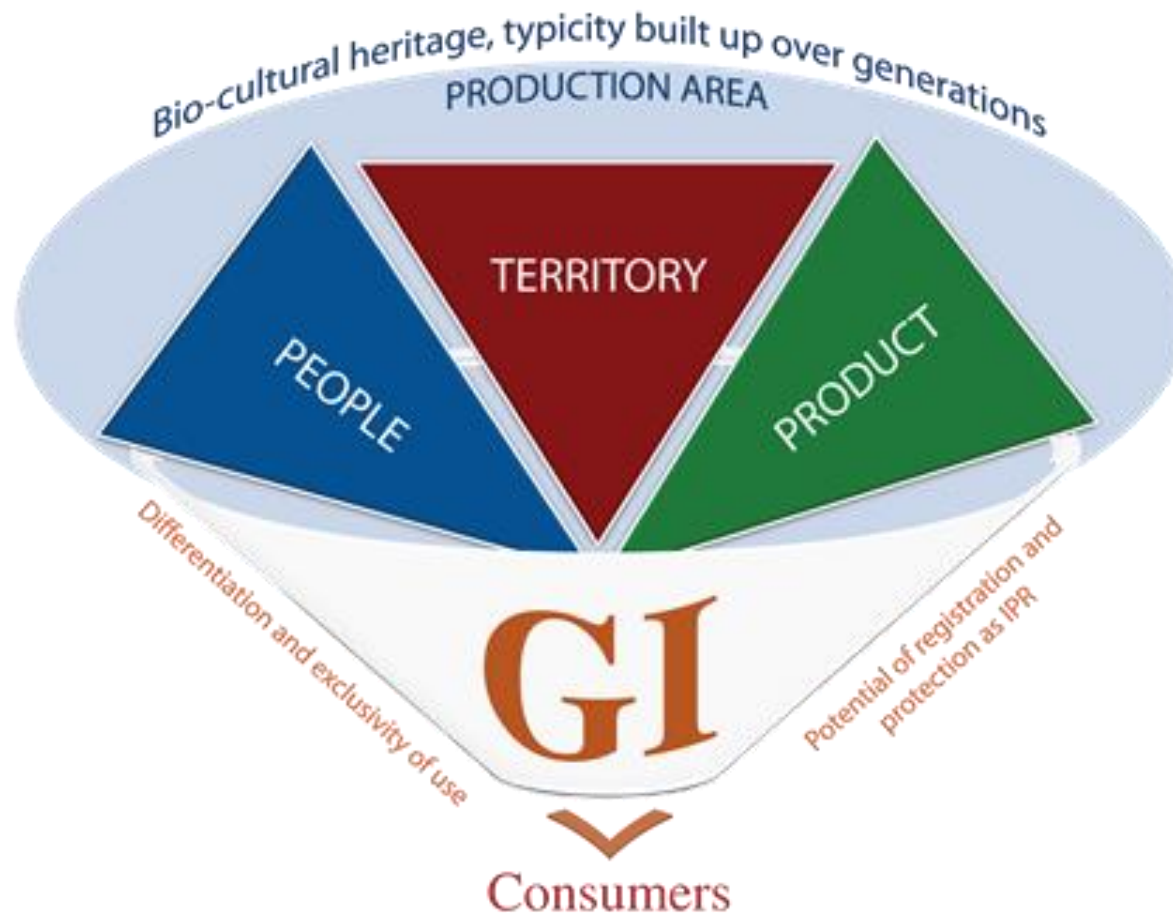 Bio-cultural heritage, typicity built up over generations
PRODUCTION AREA
TERRITORY
PEOPLE
PRODUCT
Differentiation and exclusivity of use
Potential of registration and
protection as IPR
GI
Consumers